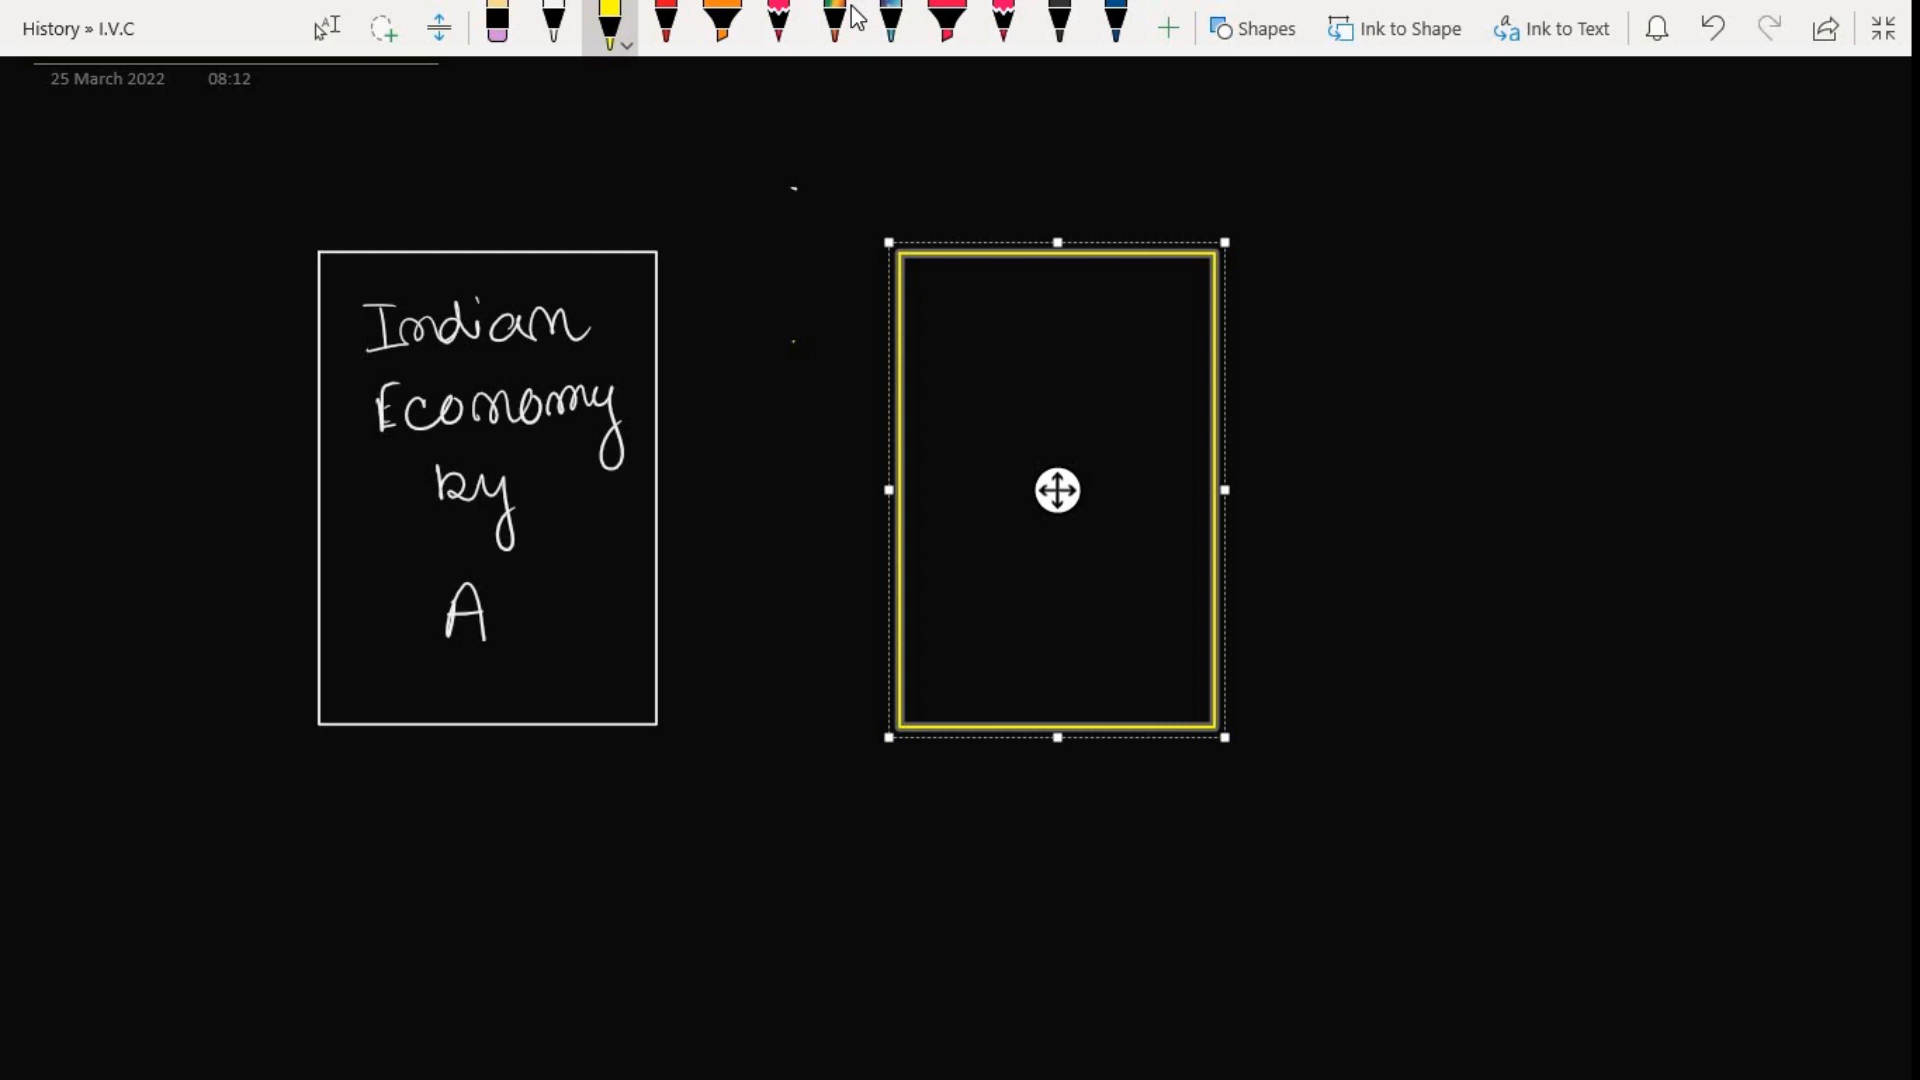 History » I.V.C
Shapes
Ink to Shape
Ink to Text
25 March 2022 08:12
Indian
Economy
by
A